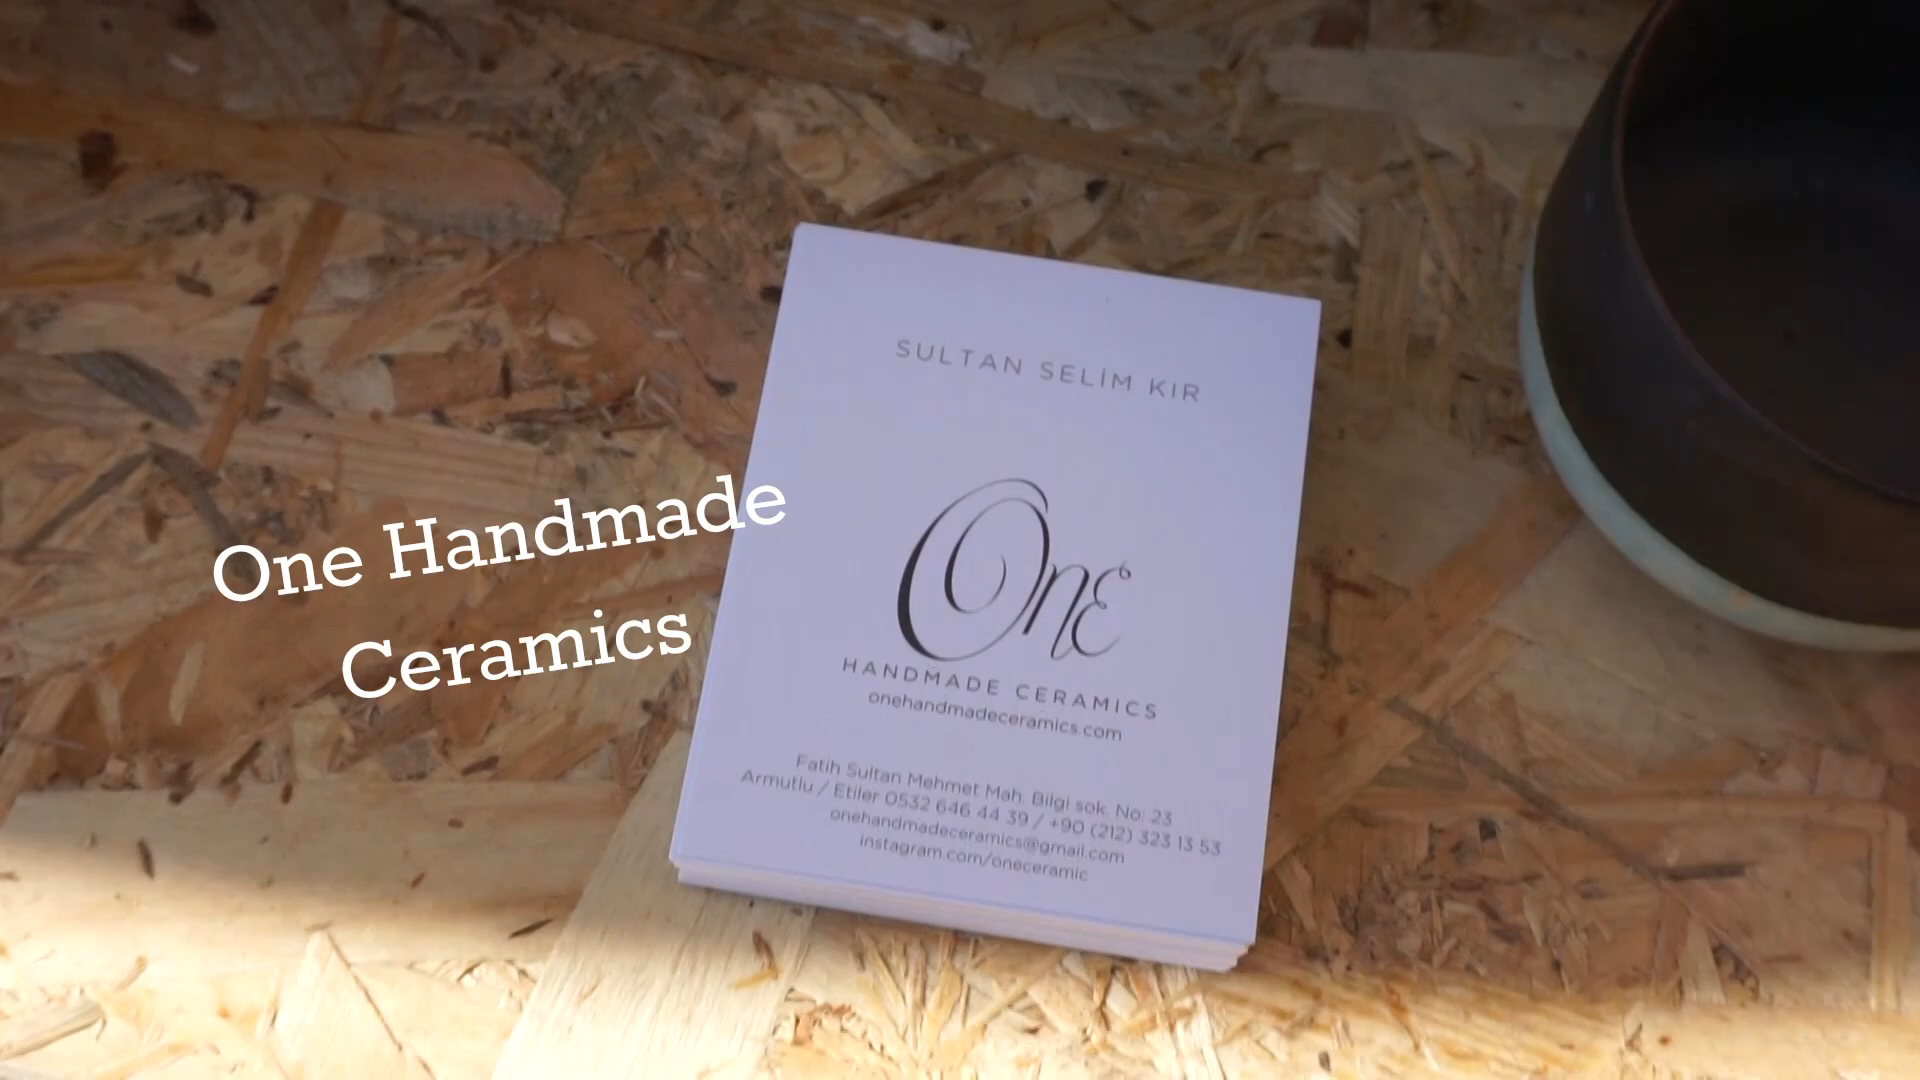 One Handmade
Ceramics
SULTAN SELİM KIR
One
HANDMADE CERAMICS
onehandmadeceramics.com
Fatih Sultan Mehmet Mah. Bilgi sok. No: 23
Armutlu / Etiler 0532 646 44 39 / +90 (212) 323 13 53
onehandmadeceramics@gmail.com
instagram.com/oneceramic